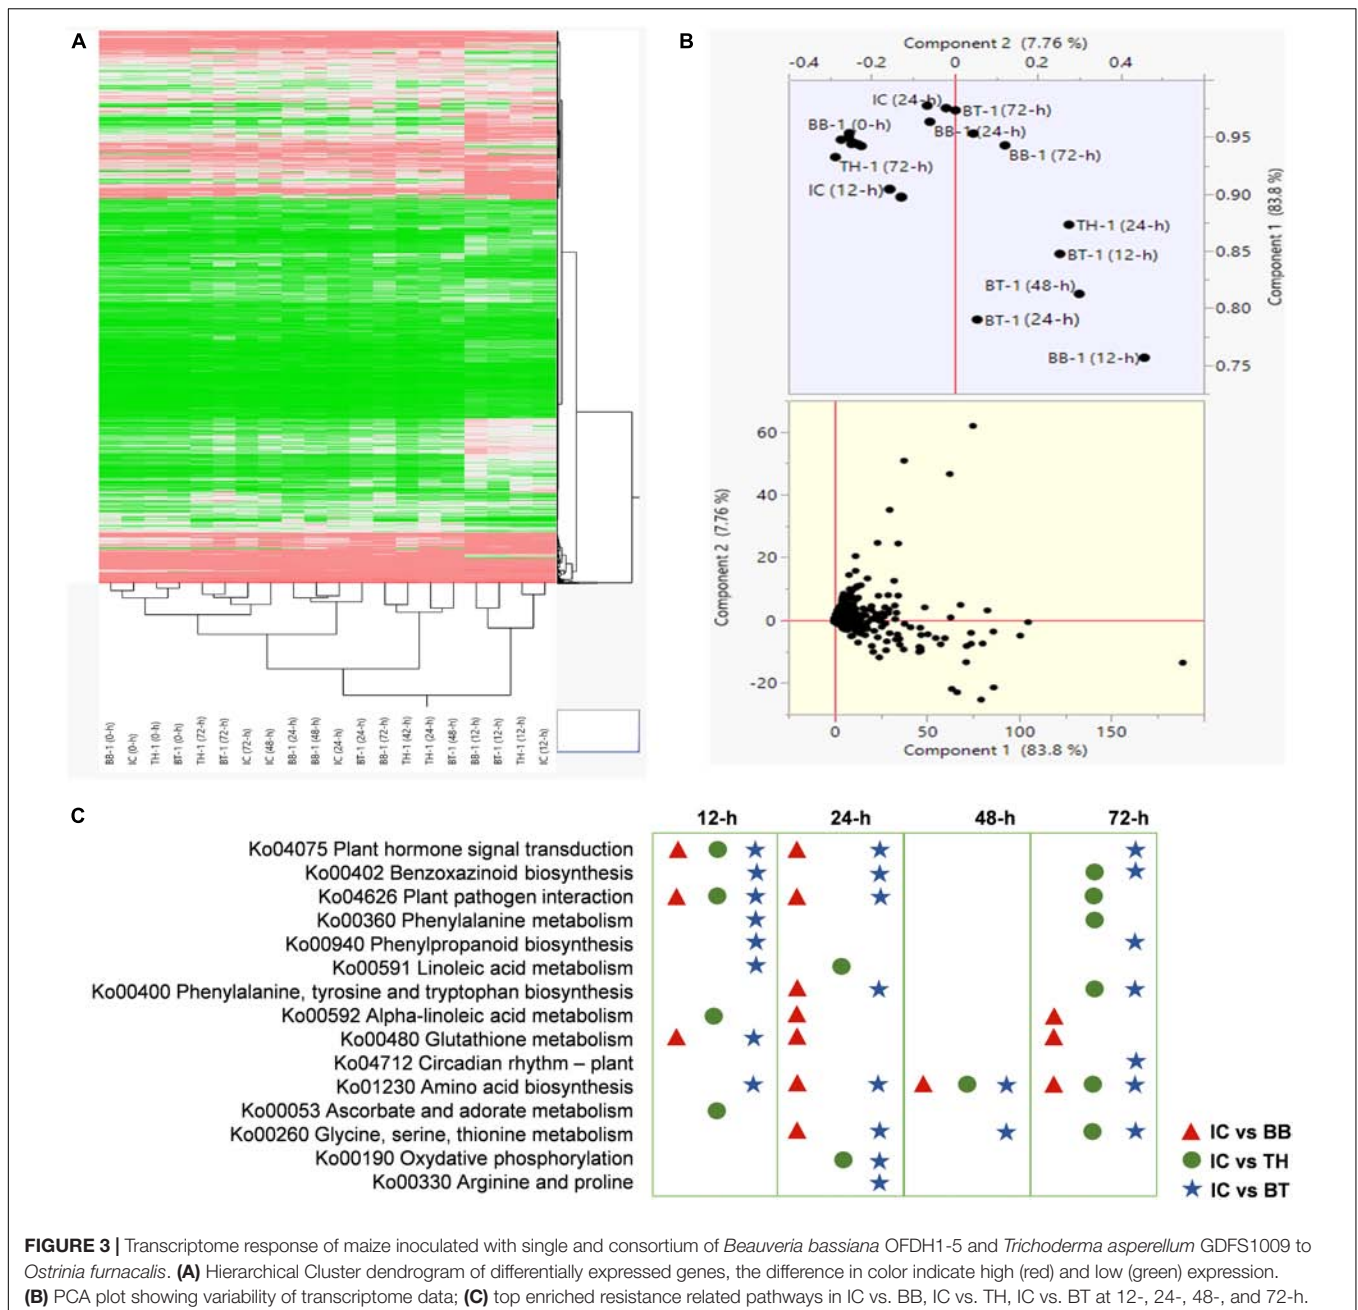 A
BB-1 (0-h)
IC (0-h)
TH-1 (0-h)
BT-1 (0-h)
TH-1 (72-h)
BT-1 (72-h)
IC (72-h)
IC (48-h)
BB-1 (24-h)
BB-1 (48-h)
IC (24-h)
BT-1 (24-h)
BB-1 (72-h)
TH-1 (42-h)
TH-1 (24-h)
BT-1 (48-h)
BB-1 (12-h)
BT-1 (12-h)
TH-1 (12-h)
IC (12-h)
B
Component 2 (7.76 %)
-0.4 -0.2 0 0.2 0.4
IC (24-h)
BT-1 (72-h)
BB-1 (0-h)
BB-1 (24-h)
BB-1 (72-h)
TH-1 (72-h)
IC (12-h)
TH-1 (24-h)
BT-1 (12-h)
BT-1 (48-h)
BT-1 (24-h)
BB-1 (12-h)
0.95
0.90
0.85
0.80
0.75
Component 1 (83.8 %)
60
40
20
0
-20
Component 2 (7.76 %)
0 50 100 150
Component 1 (83.8 %)
C
12-h 24-h 48-h 72-h
Ko04075 Plant hormone signal transduction
Ko00402 Benzoxazinoid biosynthesis
Ko04626 Plant pathogen interaction
Ko00360 Phenylalanine metabolism
Ko00940 Phenylpropanoid biosynthesis
Ko00591 Linoleic acid metabolism
Ko00400 Phenylalanine, tyrosine and tryptophan biosynthesis
Ko00592 Alpha-linoleic acid metabolism
Ko00480 Glutathione metabolism
Ko04712 Circadian rhythm – plant
Ko01230 Amino acid biosynthesis
Ko00053 Ascorbate and adorate metabolism
Ko00260 Glycine, serine, thionine metabolism
Ko00190 Oxydative phosphorylation
Ko00330 Arginine and proline
IC vs BB
IC vs TH
IC vs BT
FIGURE 3 | Transcriptome response of maize inoculated with single and consortium of Beauveria bassiana OFDH1-5 and Trichoderma asperellum GDFS1009 to
Ostrinia furnacalis. (A) Hierarchical Cluster dendrogram of differentially expressed genes, the difference in color indicate high (red) and low (green) expression.
(B) PCA plot showing variability of transcriptome data; (C) top enriched resistance related pathways in IC vs. BB, IC vs. TH, IC vs. BT at 12-, 24-, 48-, and 72-h.